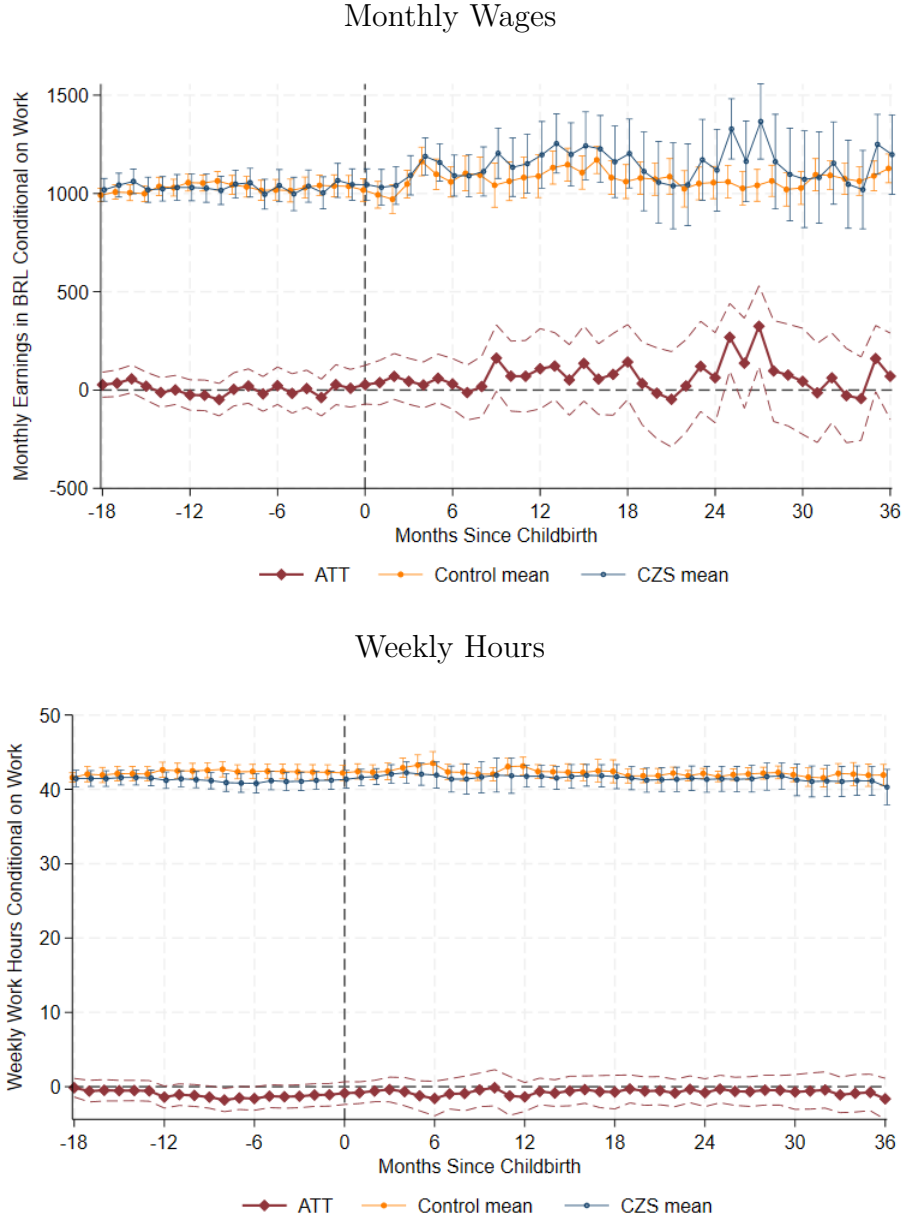 Monthly Wages
Monthly Earnings in BRL Conditional on Work
1500
1000
500
0
-500
-18 -12 -6 0 6 12 18 24 30 36
Months Since Childbirth
ATT Control mean CZS mean
Weekly Hours
Weekly Work Hours Conditional on Work
50
40
30
20
10
0
-18 -12 -6 0 6 12 18 24 30 36
Months Since Childbirth
ATT Control mean CZS mean